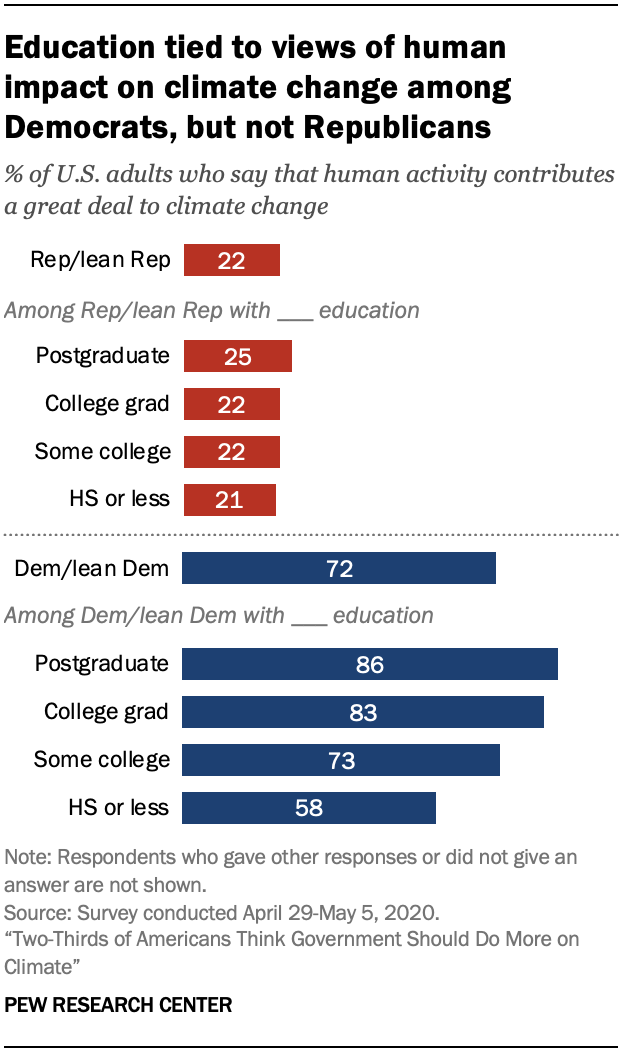 Education tied to views of human
impact on climate change among
Democrats, but not Republicans
% of U.S. adults who say that human activity contributes
a great deal to climate change
Rep/lean Rep 22
Among Rep/lean Rep with ___ education
Postgraduate 25
College grad 22
Some college 22
HS or less 21
Dem/lean Dem 72
Among Dem/lean Dem with ___ education
Postgraduate 86
College grad 83
Some college 73
HS or less 58
Note: Respondents who gave other responses or did not give an
answer are not shown.
Source: Survey conducted April 29-May 5, 2020.
“Two-Thirds of Americans Think Government Should Do More on
Climate”
PEW RESEARCH CENTER